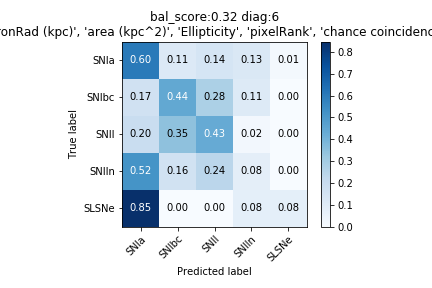 bal_score:0.32 diag:6
ronRad (kpc)', 'area (kpc^2)', 'Ellipticity', 'pixelRank', 'chance coincidenc
True label
SNIa 0.60 0.11 0.14 0.13 0.01
SNIbc 0.17 0.44 0.28 0.11 0.00
SNII 0.20 0.35 0.43 0.02 0.00
SNIIn 0.52 0.16 0.24 0.08 0.00
SLSNe 0.85 0.00 0.00 0.08 0.08
SNIa SNIbc SNII SNIIn SLSNe
Predicted label
0.8
0.7
0.6
0.5
0.4
0.3
0.2
0.1
0.0